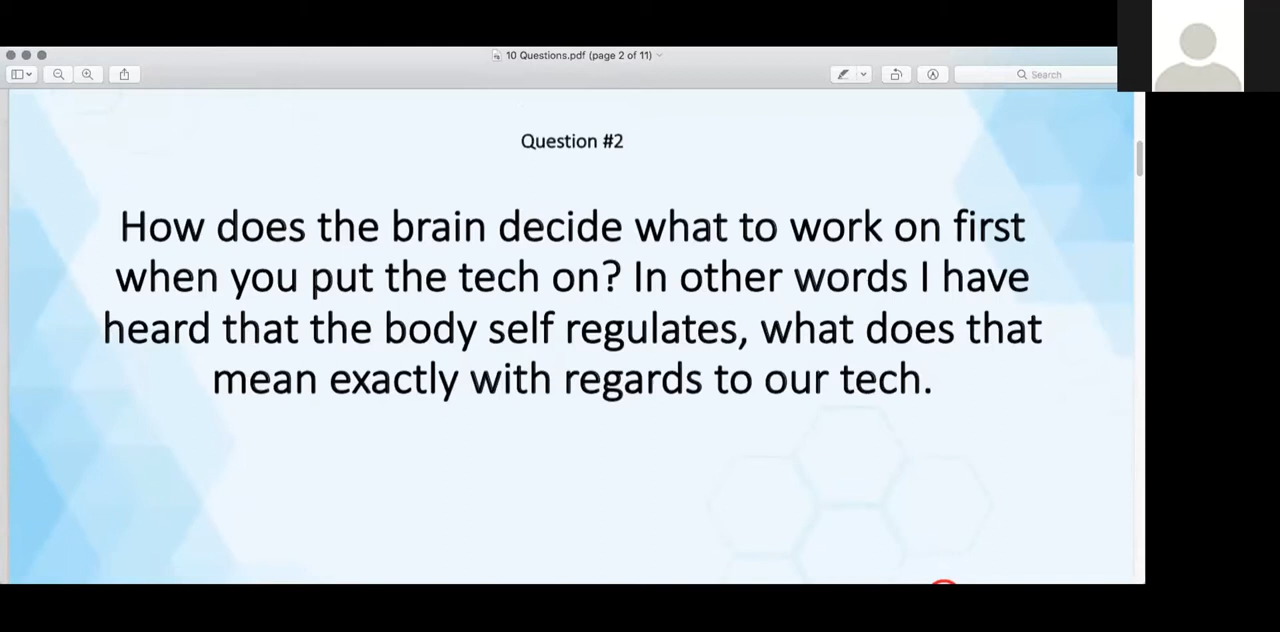 10 Questions.pdf (page 2 of 11)
Search
Question #2
How does the brain decide what to work on first
when you put the tech on? In other words I have
heard that the body self regulates, what does that
mean exactly with regards to our tech.